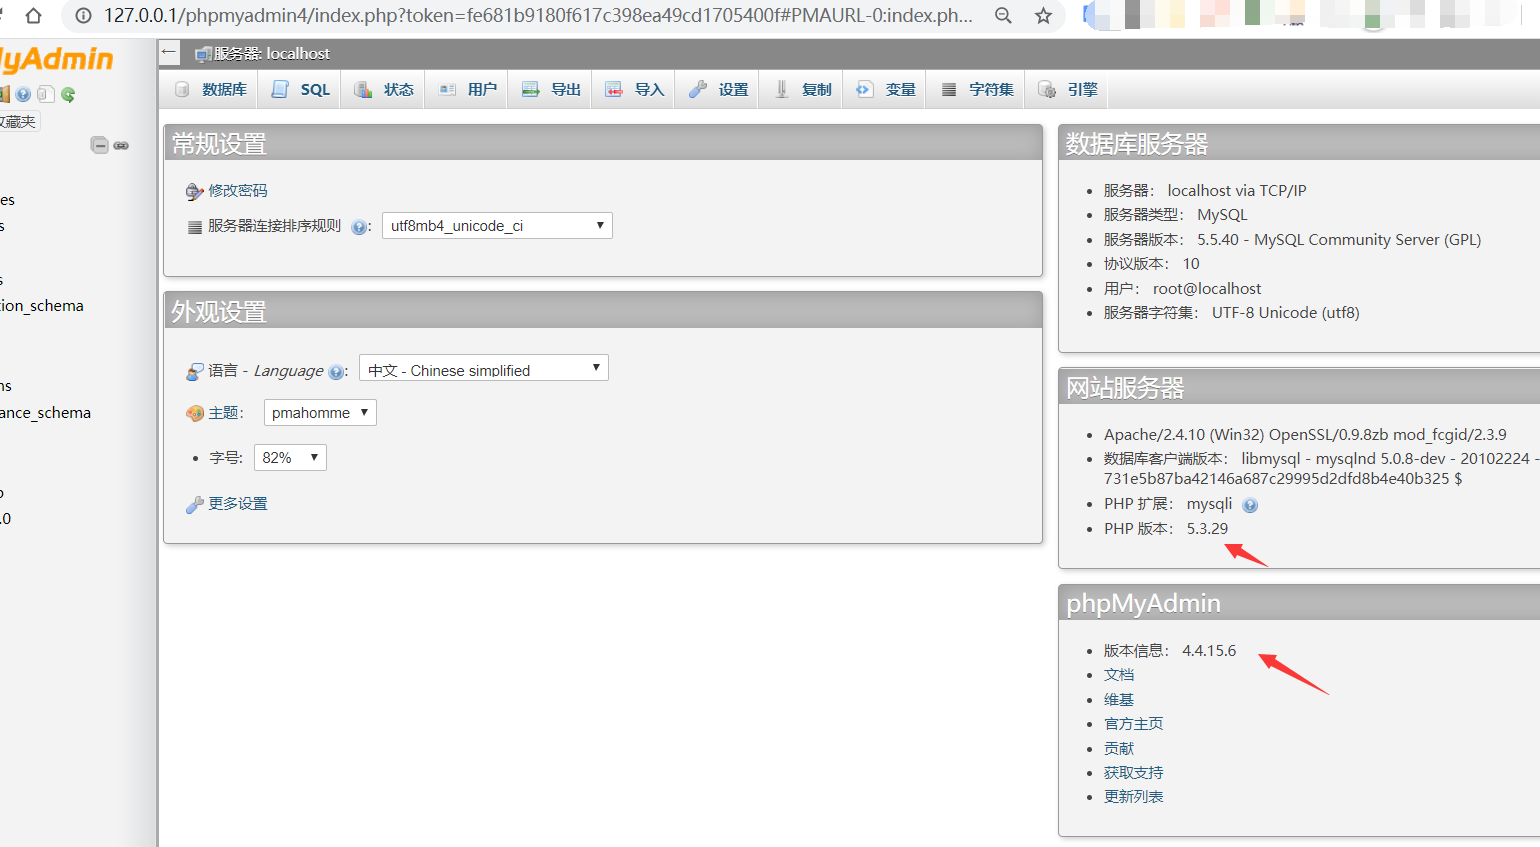 127.0.0.1/phpmyadmin4/index.php?token=fe681b9180f617c398ea49cd1705400f#PMAURL-0:index.ph...
yAdmin
服务器: localhost
数据库 SQL 状态 用户 导出 导入 设置 复制 变量 字符集 引擎
藏夹
常规设置
修改密码
服务器连接排序规则 : utf8mb4_unicode_ci
外观设置
语言 - Language : 中文 - Chinese simplified
主题: pmahomme
字号: 82%
更多设置
es
s
s
ion_schema
ns
ance_schema
.0
数据库服务器
服务器: localhost via TCP/IP
服务器类型: MySQL
服务器版本: 5.5.40 - MySQL Community Server (GPL)
协议版本: 10
用户: root@localhost
服务器字符集: UTF-8 Unicode (utf8)
网站服务器
Apache/2.4.10 (Win32) OpenSSL/0.9.8zb mod_fcgid/2.3.9
数据库客户端版本: libmysql - mysqlnd 5.0.8-dev - 20102224 -
731e5b87ba42146a687c29995d2dfd8b4e40b325 $
PHP 扩展: mysqli
PHP 版本: 5.3.29
phpMyAdmin
版本信息: 4.4.15.6
文档
维基
官方主页
贡献
获取支持
更新列表